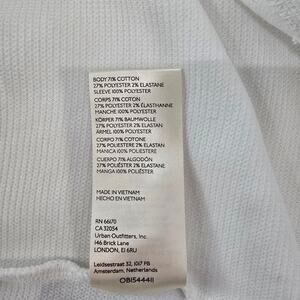 BODY 71% COTTON
27% POLYESTER 2% ELASTANE
SLEEVE 100% POLYESTER
CORPS 71% COTON
27% POLYESTER 2% ÉLASTHANNE
MANCHE 100% POLYESTER
KÖRPER 71% BAUMWOLLE
27% POLYESTER 2% ELASTAN
ÄRMEL 100% POLYESTER
CORPO 71% COTONE
27% POLIESTERE 2% ELASTAN
MANICA 100% POLIESTERE
CUERPO 71% ALGODÓN
27% POLIÉSTER 2% ELASTANE
MANGA 100% POLIÉSTER
MADE IN VIETNAM
HECHO EN VIETNAM
RN 66170
CA 32054
Urban Outfitters, Inc.
146 Brick Lane
LONDON, E1 6RU
Leidsestraat 32, 1017 PB
Amsterdam, Netherlands
OB1544411